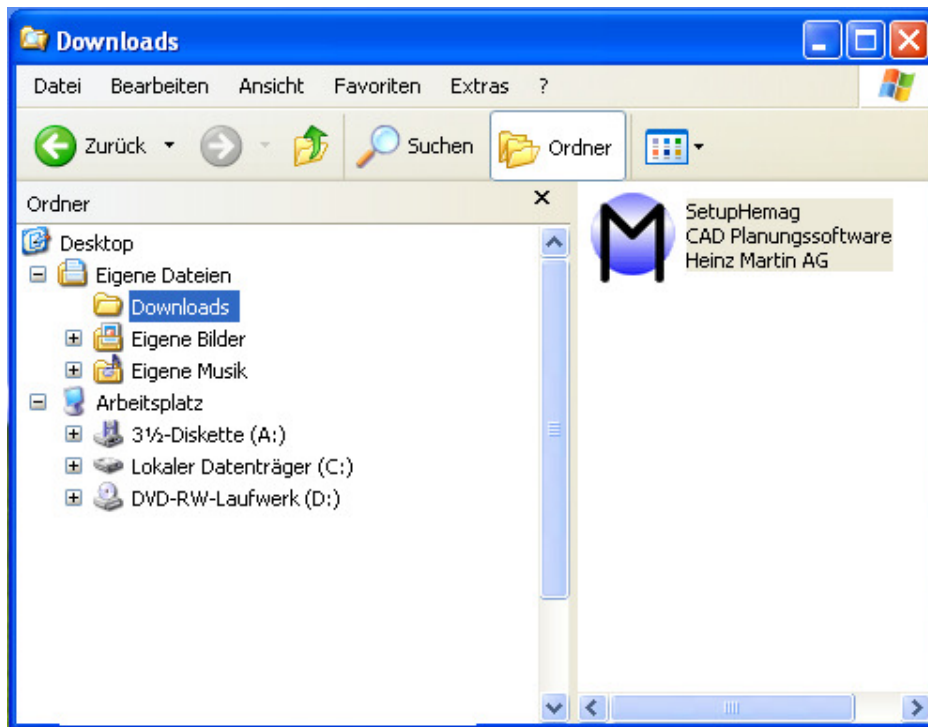 Downloads
Datei Bearbeiten Ansicht Favoriten Extras ?
Zurück Suchen Ordner
Ordner
Desktop
Eigene Dateien
Downloads
Eigene Bilder
Eigene Musik
Arbeitsplatz
3½-Diskette (A:)
Lokaler Datenträger (C:)
DVD-RW-Laufwerk (D:)
M
SetupHemag
CAD Planungssoftware
Heinz Martin AG